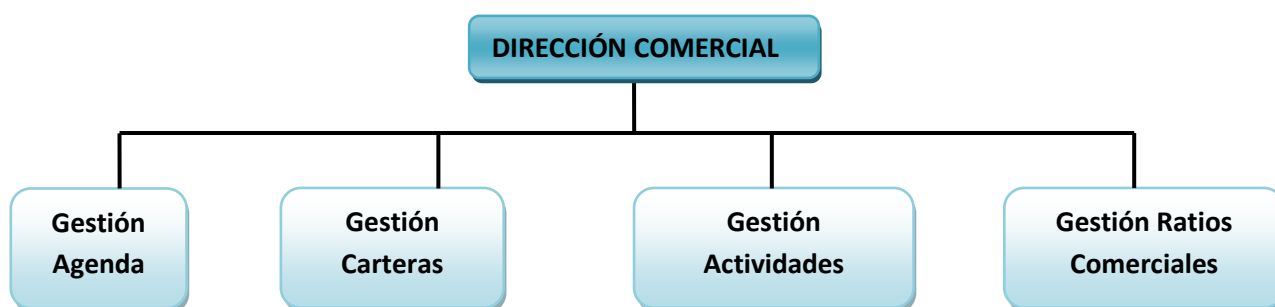 DIRECCIÓN COMERCIAL
Gestión
Agenda
Gestión
Carteras
Gestión
Actividades
Gestión Ratios
Comerciales